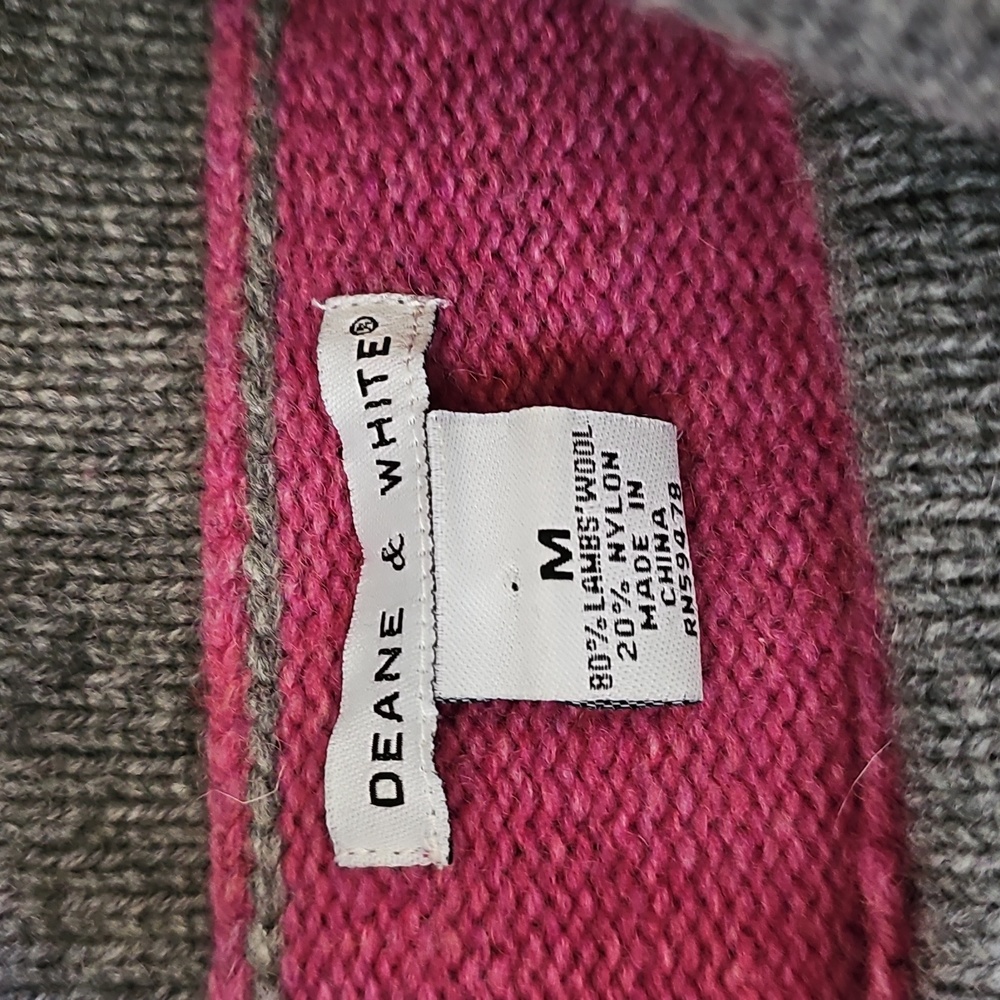 DEANE & WHITE®
M
80% LAMBS'WOOL
20% NYLON
MADE IN
CHINA
RN59478